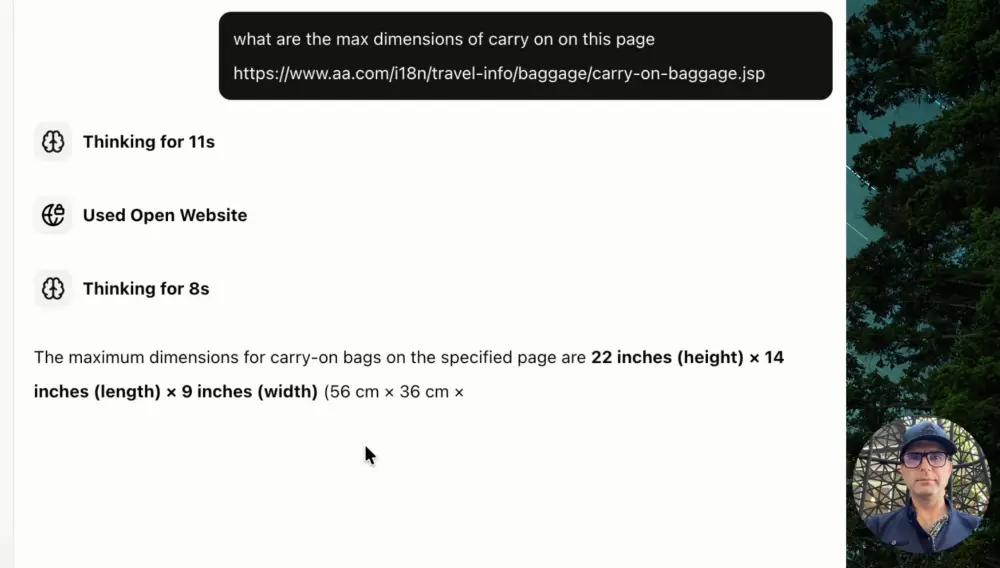 what are the max dimensions of carry on on this page
https://www.aa.com/i18n/travel-info/baggage/carry-on-baggage.jsp
Thinking for 11s
Used Open Website
Thinking for 8s
The maximum dimensions for carry-on bags on the specified page are 22 inches (height) × 14
inches (length) × 9 inches (width) (56 cm × 36 cm ×